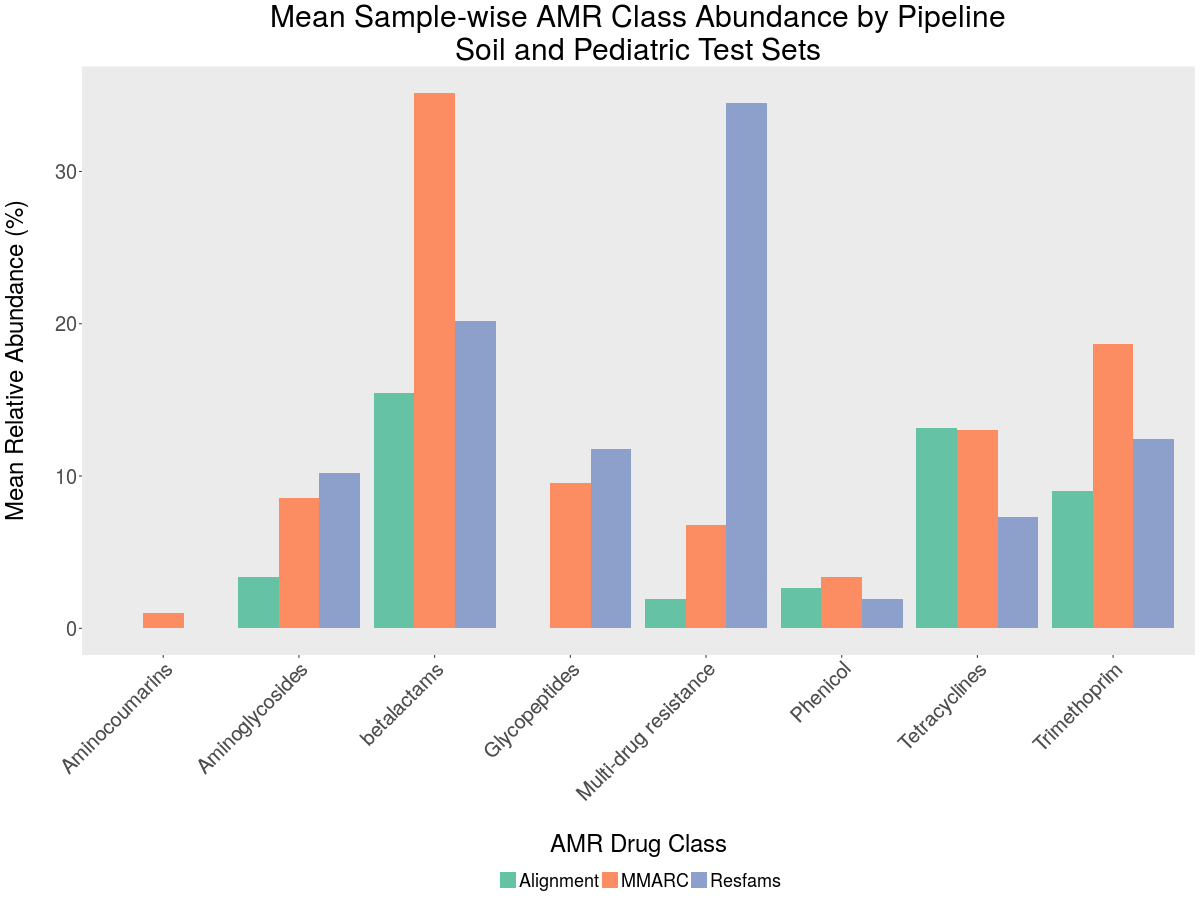 Mean Sample-wise AMR Class Abundance by Pipeline
Soil and Pediatric Test Sets
Mean Relative Abundance (%)
30
20
10
0
Aminocoumarins
Aminoglycosides
betalactams
Glycopeptides
Multi-drug resistance
Phenicol
Tetracyclines
Trimethoprim
AMR Drug Class
Alignment MMARC Resfams